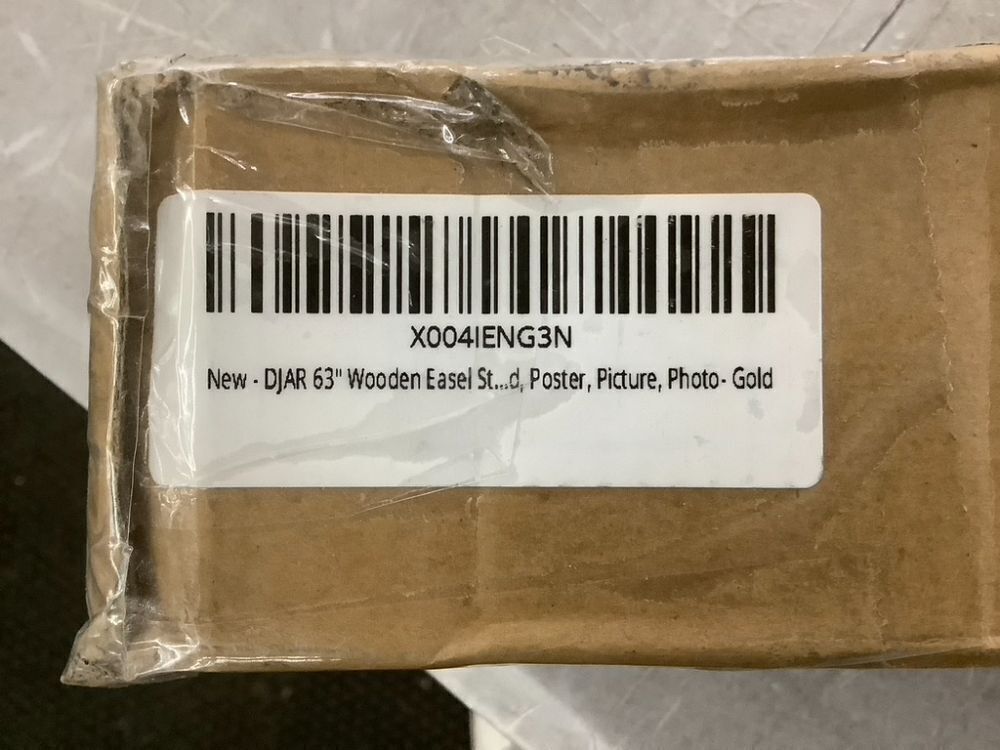 X004IENG3N
New - DJAR 63" Wooden Easel St...d, Poster, Picture, Photo- Gold